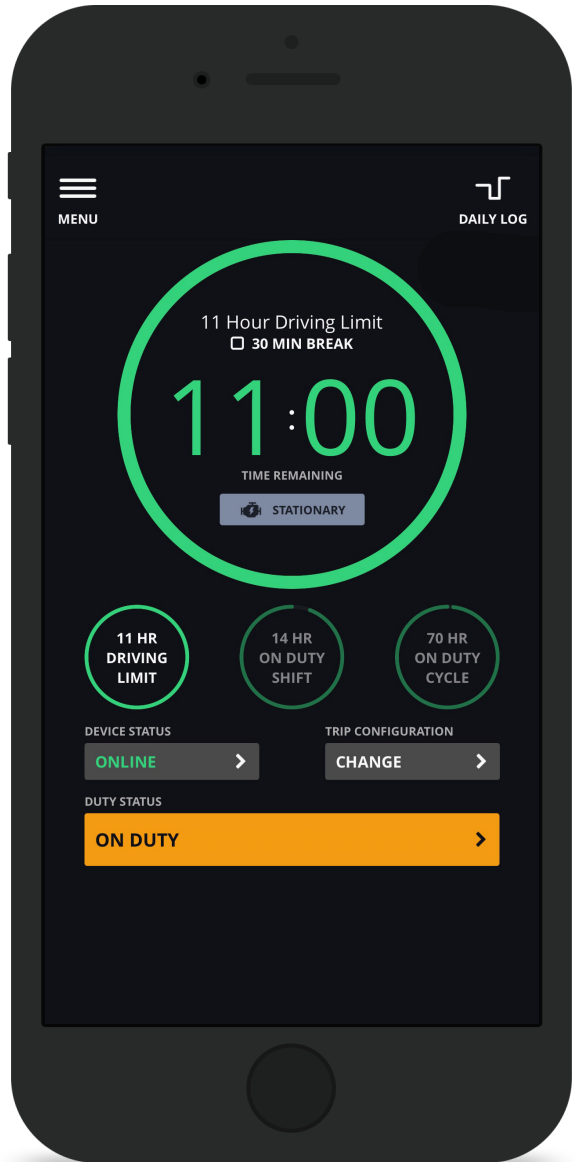 MENU
DAILY LOG
11 Hour Driving Limit
30 MIN BREAK
11:00
TIME REMAINING
STATIONARY
11 HR
DRIVING
LIMIT
14 HR
ON DUTY
SHIFT
70 HR
ON DUTY
CYCLE
DEVICE STATUS
ONLINE
TRIP CONFIGURATION
CHANGE
DUTY STATUS
ON DUTY